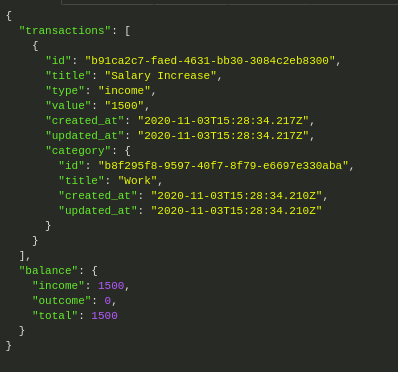 {
  "transactions": [
    {
      "id": "b91ca2c7-faed-4631-bb30-3084c2eb8300",
      "title": "Salary Increase",
      "type": "income",
      "value": "1500",
      "created_at": "2020-11-03T15:28:34.217Z",
      "updated_at": "2020-11-03T15:28:34.217Z",
      "category": {
        "id": "b8f295f8-9597-40f7-8f79-e6697e330aba",
        "title": "Work",
        "created_at": "2020-11-03T15:28:34.210Z",
        "updated_at": "2020-11-03T15:28:34.210Z"
      }
    }
  ],
  "balance": {
    "income": 1500,
    "outcome": 0,
    "total": 1500
  }
}